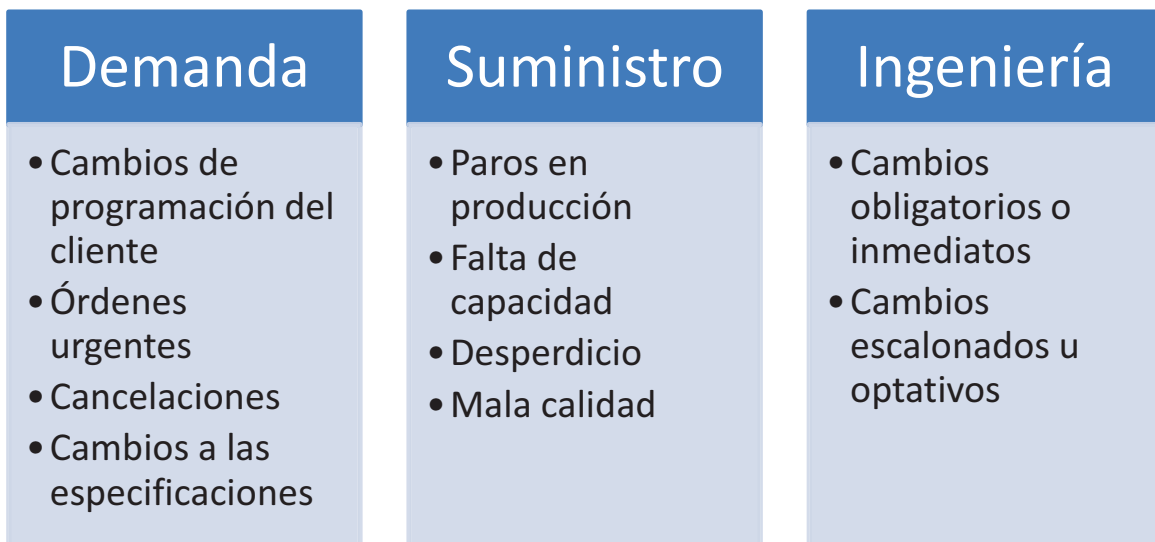 Demanda
• Cambios de
programación del
cliente
• Órdenes
urgentes
• Cancelaciones
• Cambios a las
especificaciones
Suministro
• Paros en
producción
• Falta de
capacidad
• Desperdicio
• Mala calidad
Ingeniería
• Cambios
obligatorios o
inmediatos
• Cambios
escalonados u
optativos